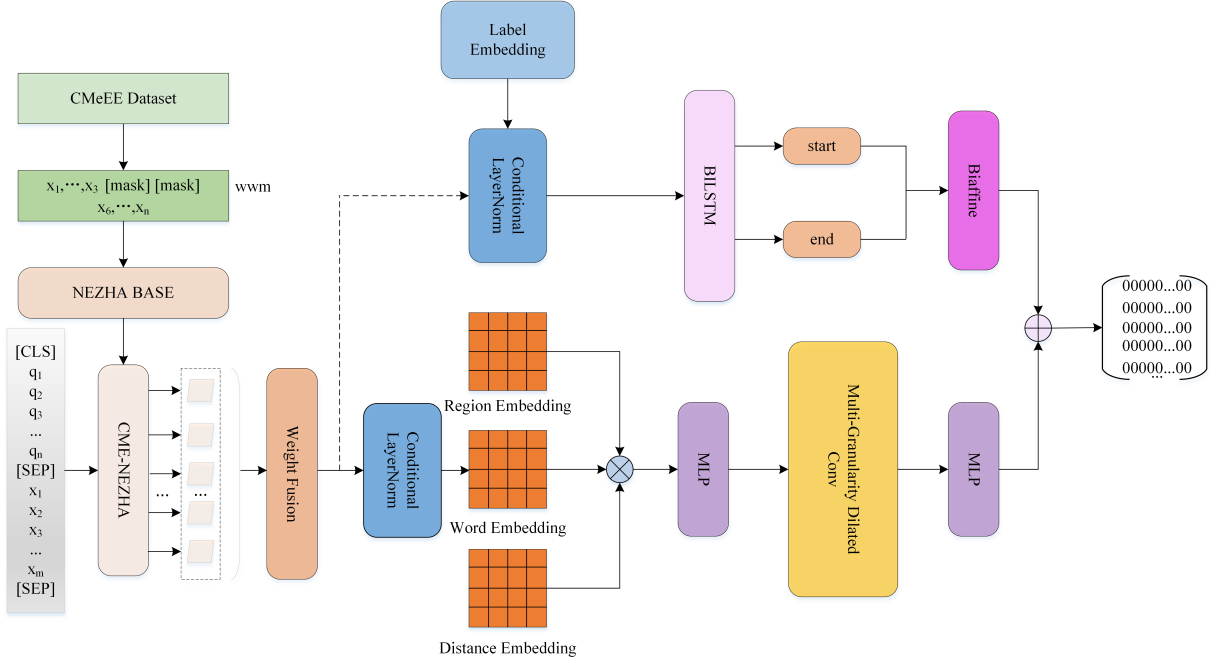 Label
Embedding
CMeEE Dataset
x1,···,x3 [mask] [mask]
x6,···,xn
wwm
NEZHA BASE
[CLS]
q1
q2
q3
...
qn
[SEP]
x1
x2
x3
...
xm
[SEP]
CME-NEZHA
...
...
Weight Fusion
Conditional
LayerNorm
BILSTM
start
end
Biaffine
Conditional
LayerNorm
Region Embedding
Word Embedding
Distance Embedding
MLP
Multi-Granularity Dilated
Conv
MLP
00000...00
00000...00
00000...00
00000...00
00000...00
...